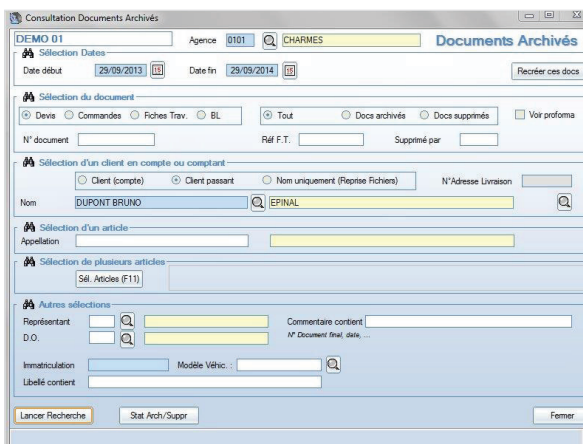 Consultation Documents Archivés
DEMO 01 Agence 0101 CHARMES Documents Archivés
Sélection Dates
Date début 29/09/2013 15 Date fin 29/09/2014 15 Recréer ces docs
Sélection du document
Devis Commandes Fiches Trav. BL Tout Docs archivés Docs supprimés Voir proforma
N° document Réf F.T. Supprimé par
Sélection d'un client en compte ou comptant
Client (compte) Client passant Nom uniquement (Reprise Fichiers) N°Adresse Livraison
Nom DUPONT BRUNO EPINAL
Sélection d'un article
Appellation
Sélection de plusieurs articles
Sél. Articles (F11)
Autres sélections
Représentant Commentaire contient
D.O. N° Document final, date, ...
Immatriculation Modèle Véhic. :
Libellé contient
Lancer Recherche Stat Arch/Suppr Fermer